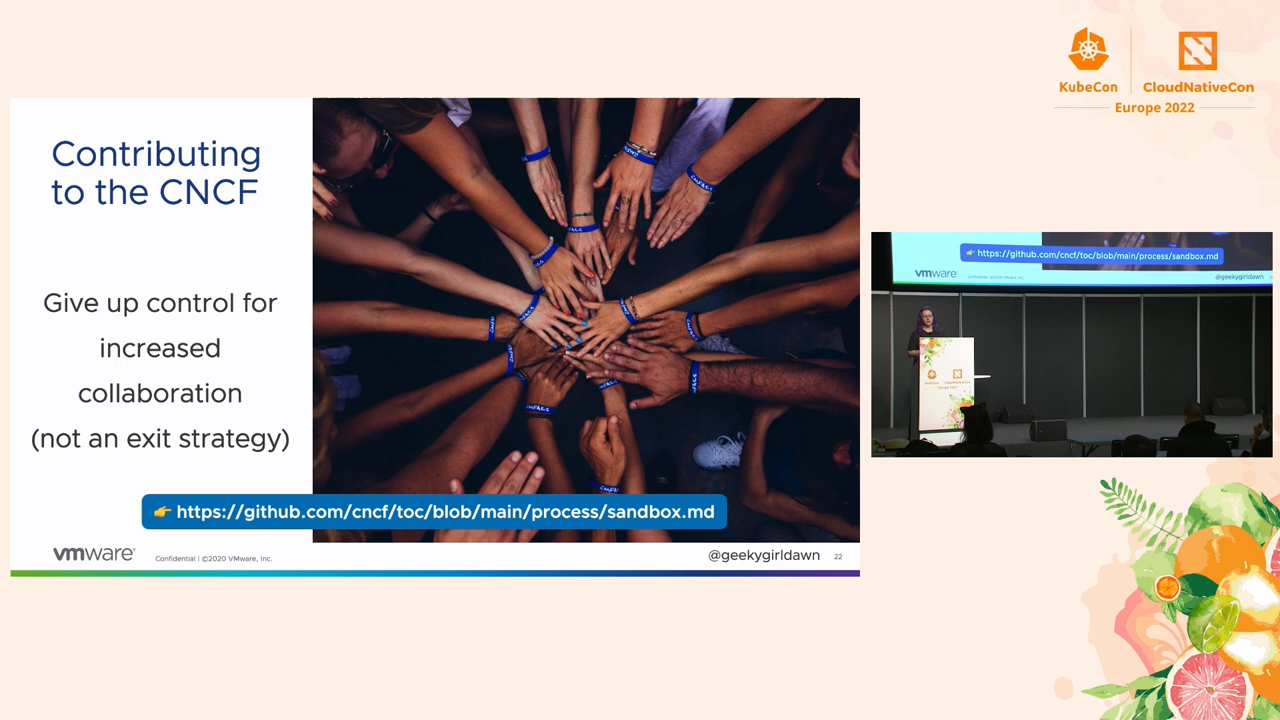 KubeCon
CloudNativeCon
Europe 2022
Contributing
to the CNCF
Give up control for
increased
collaboration
(not an exit strategy)
👉 https://github.com/cncf/toc/blob/main/process/sandbox.md
vmware®
Confidential | ©2020 VMware, Inc.
@geekygirldawn
22
👉 https://github.com/cncf/toc/blob/main/process/sandbox.md
vmware®
@geekygirldawn